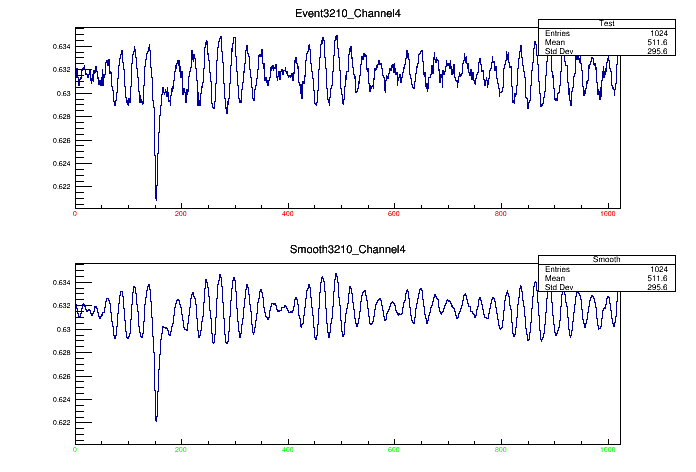 Event3210_Channel4
Test
Entries 1024
Mean 511.6
Std Dev 295.6
0.634
0.632
0.63
0.628
0.626
0.624
0.622
0 200 400 600 800 1000
Smooth3210_Channel4
Smooth
Entries 1024
Mean 511.6
Std Dev 295.6
0.634
0.632
0.63
0.628
0.626
0.624
0.622
0 200 400 600 800 1000